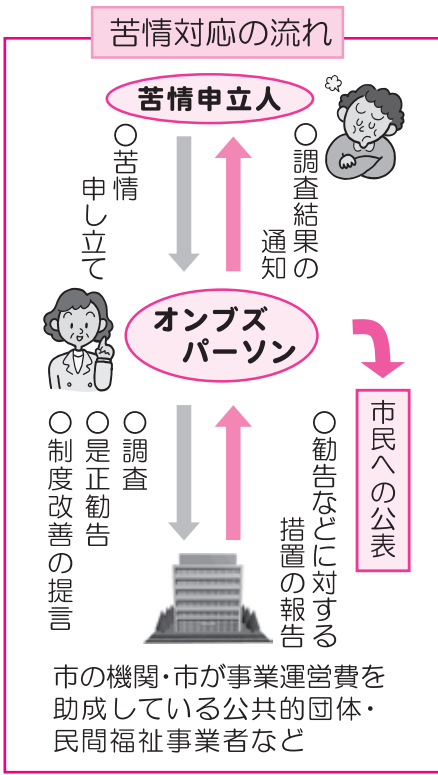 苦情対応の流れ
苦情申立人
○苦情
申し立て
○調査結果の
通知
オンブズ
パーソン
市民への公表
○調査
○是正勧告
○制度改善の提言
○勧告などに対する
措置の報告
市の機関・市が事業運営費を
助成している公共的団体・
民間福祉事業者など